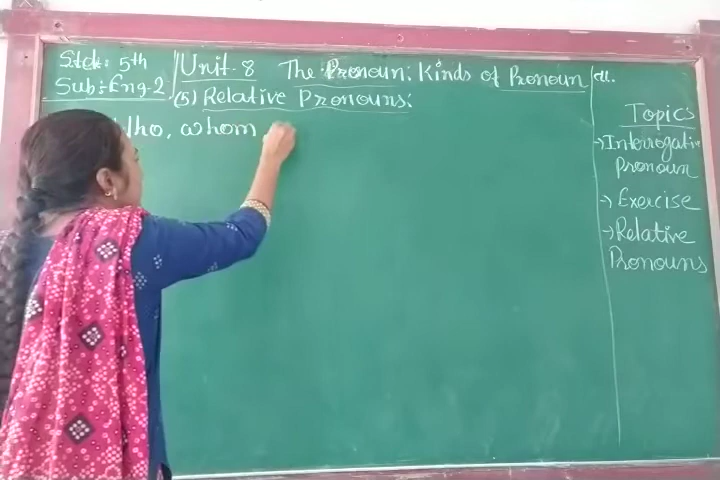 Std: 5th
Sub:- Eng-2
Unit-8 The Pronoun: Kinds of Pronoun
(5) Relative Pronouns:
Who, whom
Topics
→Interrogative
Pronoun
→ Exercise
→Relative
Pronouns